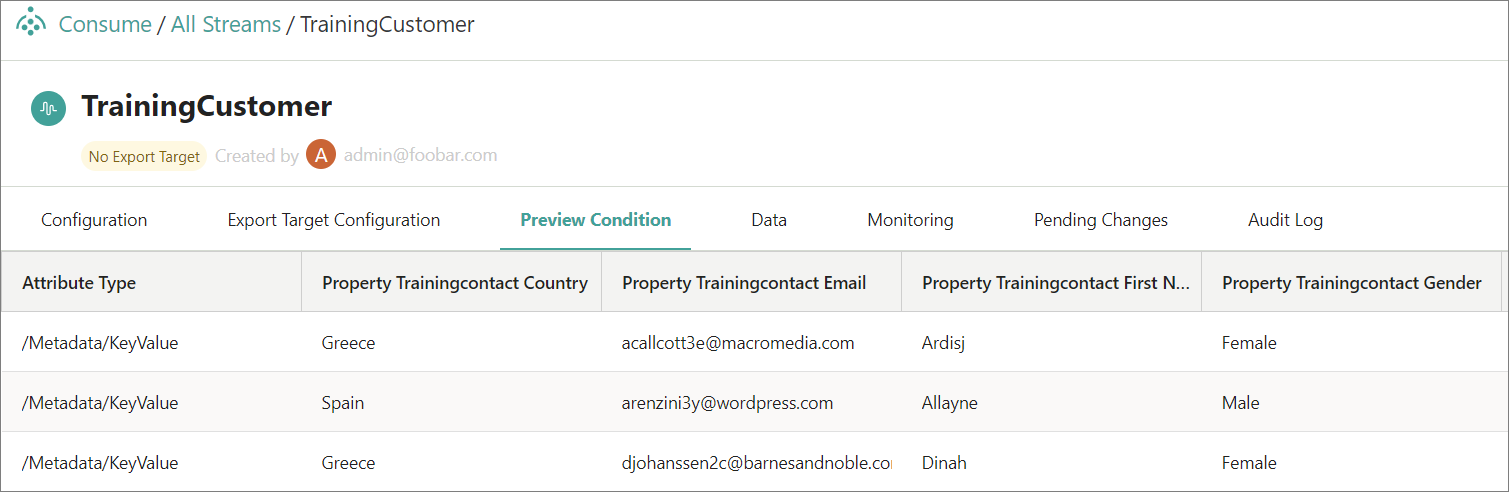 Consume / All Streams / TrainingCustomer
TrainingCustomer
No Export Target Created by A admin@foobar.com
Configuration Export Target Configuration Preview Condition Data Monitoring Pending Changes Audit Log
Attribute Type Property Trainingcontact Country Property Trainingcontact Email Property Trainingcontact First N... Property Trainingcontact Gender
/Metadata/KeyValue Greece acallcott3e@macromedia.com Ardisj Female
/Metadata/KeyValue Spain arenzini3y@wordpress.com Allayne Male
/Metadata/KeyValue Greece djohanssen2c@barnesandnoble.co Dinah Female